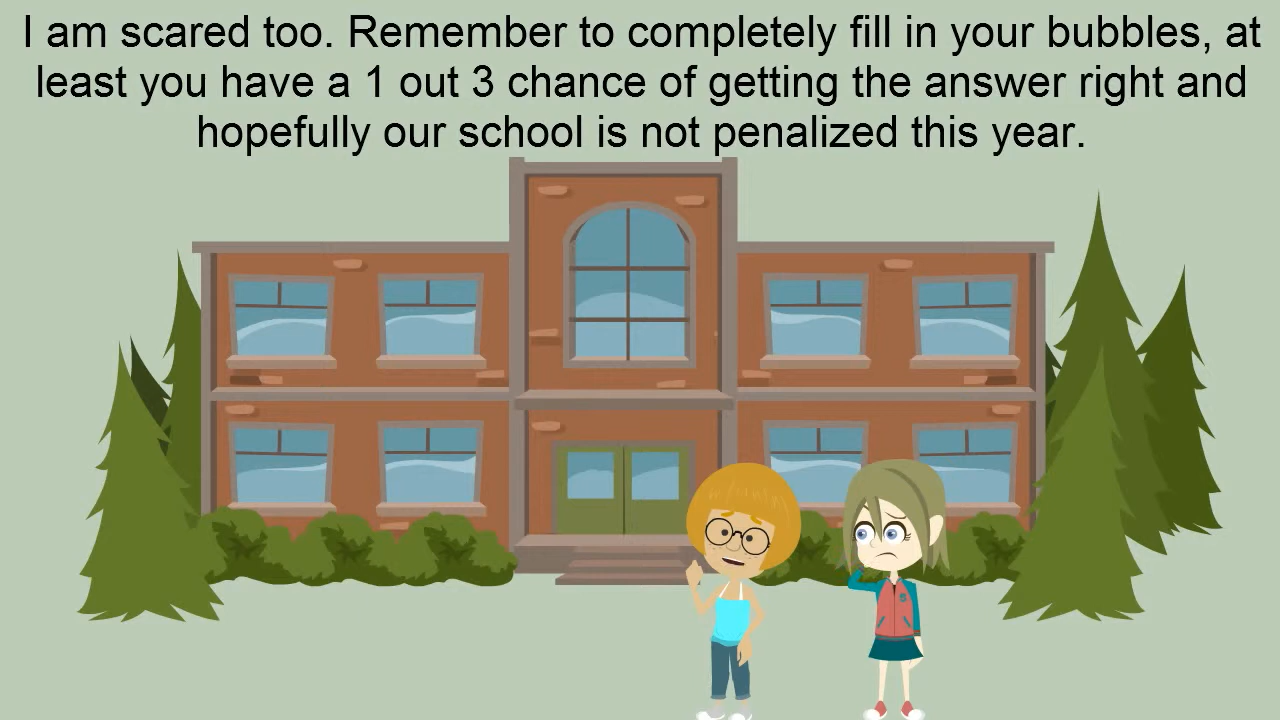 I am scared too. Remember to completely fill in your bubbles, at
least you have a 1 out 3 chance of getting the answer right and
hopefully our school is not penalized this year.